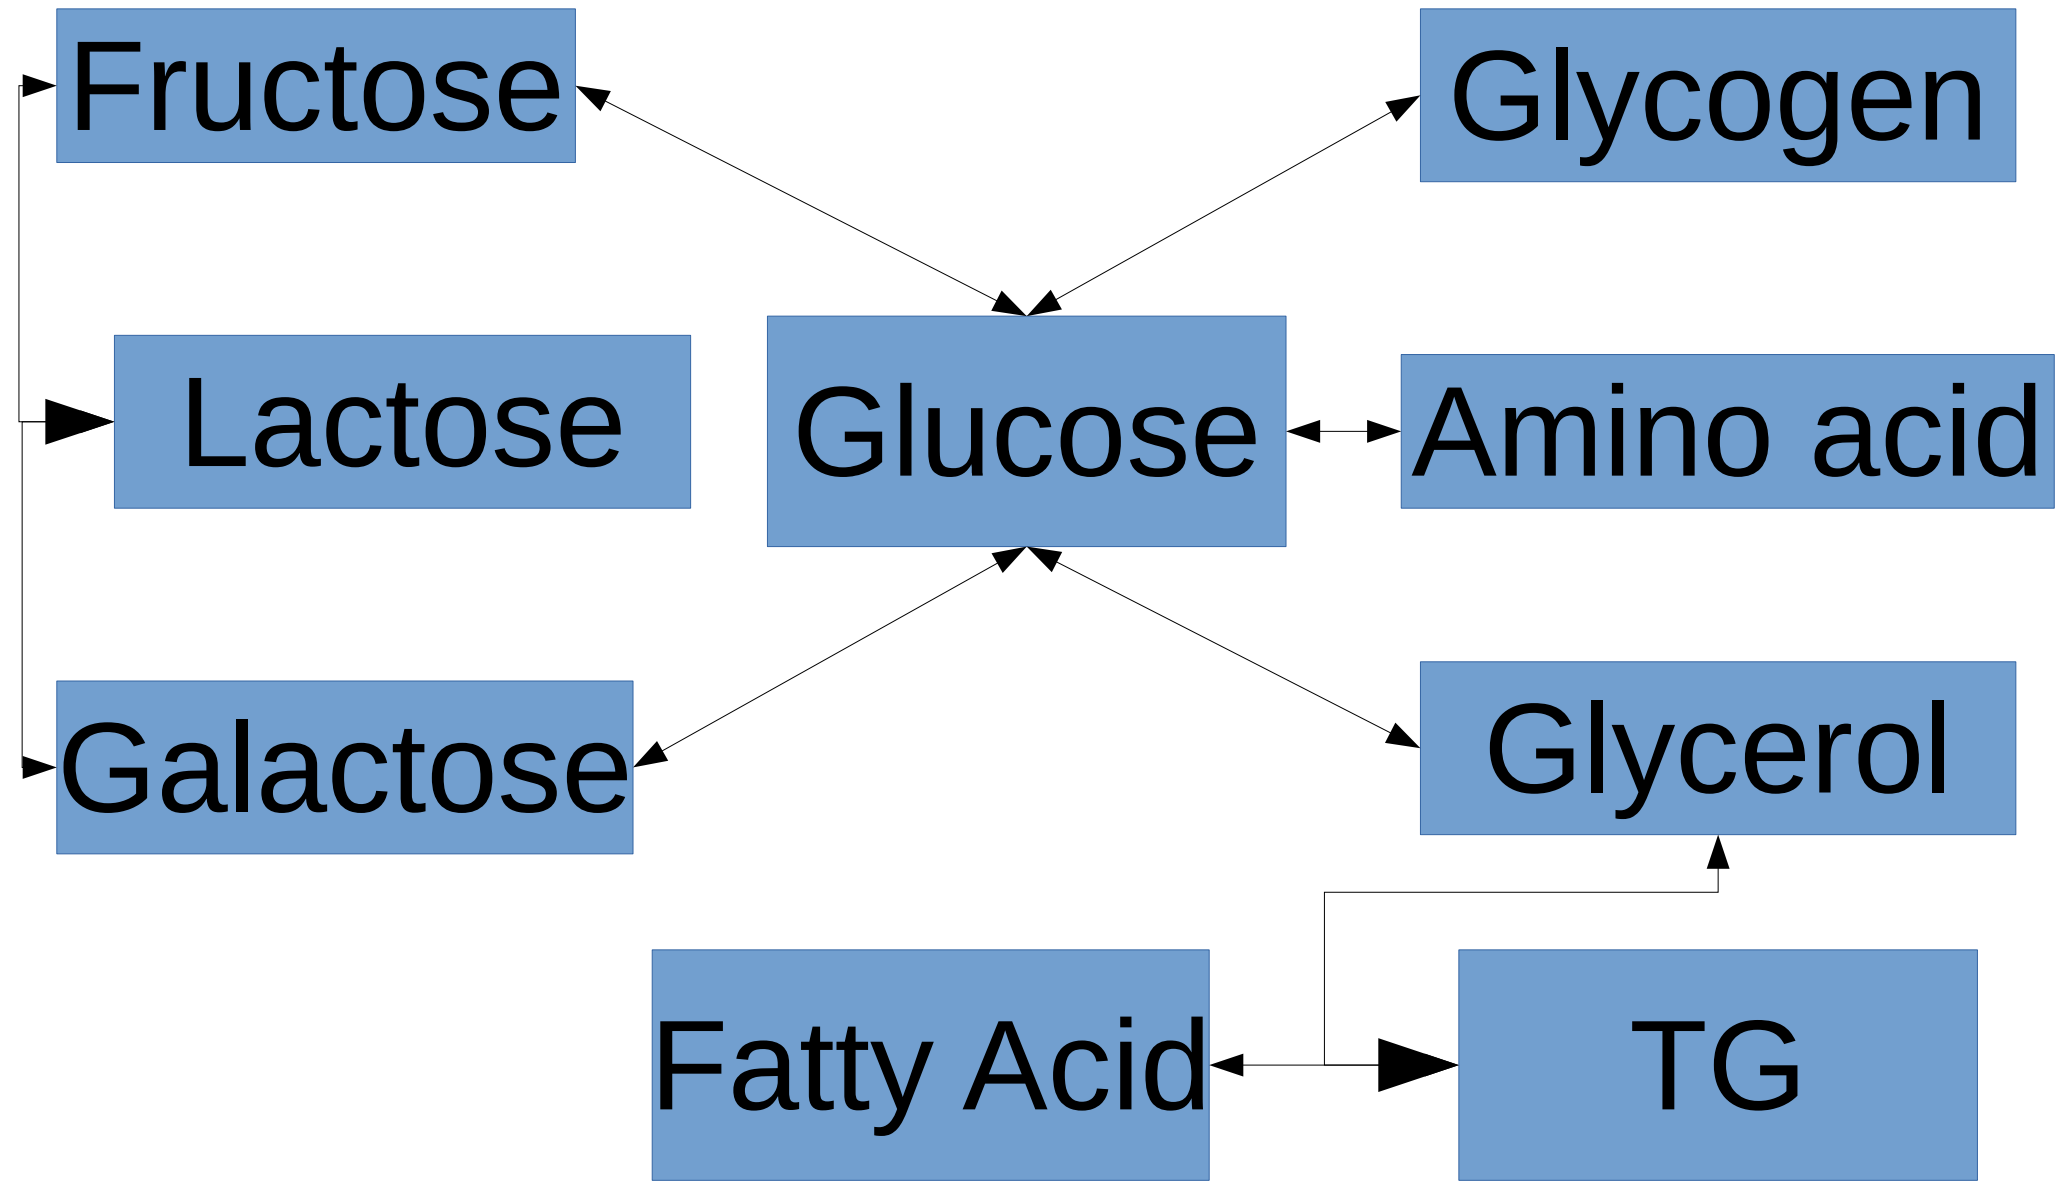 Fructose
Glycogen
Lactose
Glucose
Amino acid
Galactose
Glycerol
Fatty Acid
TG